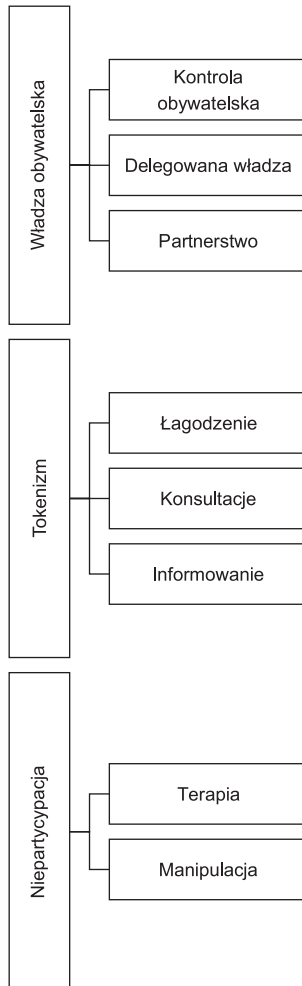 Władza obywatelska
Kontrola
obywatelska
Delegowana władza
Partnerstwo
Tokenizm
Łagodzenie
Konsultacje
Informowanie
Niepartycypacja
Terapia
Manipulacja